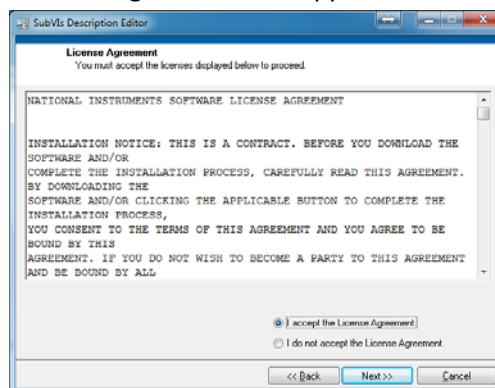 SubVIs Description Editor
License Agreement
You must accept the licenses displayed below to proceed.
NATIONAL INSTRUMENTS SOFTWARE LICENSE AGREEMENT
INSTALLATION NOTICE: THIS IS A CONTRACT. BEFORE YOU DOWNLOAD THE
SOFTWARE AND/OR
COMPLETE THE INSTALLATION PROCESS, CAREFULLY READ THIS AGREEMENT.
BY DOWNLOADING THE
SOFTWARE AND/OR CLICKING THE APPLICABLE BUTTON TO COMPLETE THE
INSTALLATION PROCESS,
YOU CONSENT TO THE TERMS OF THIS AGREEMENT AND YOU AGREE TO BE
BOUND BY THIS
AGREEMENT. IF YOU DO NOT WISH TO BECOME A PARTY TO THIS AGREEMENT
AND BE BOUND BY ALL
I accept the License Agreement.
I do not accept the License Agreement.
<< Back
Next >>
Cancel